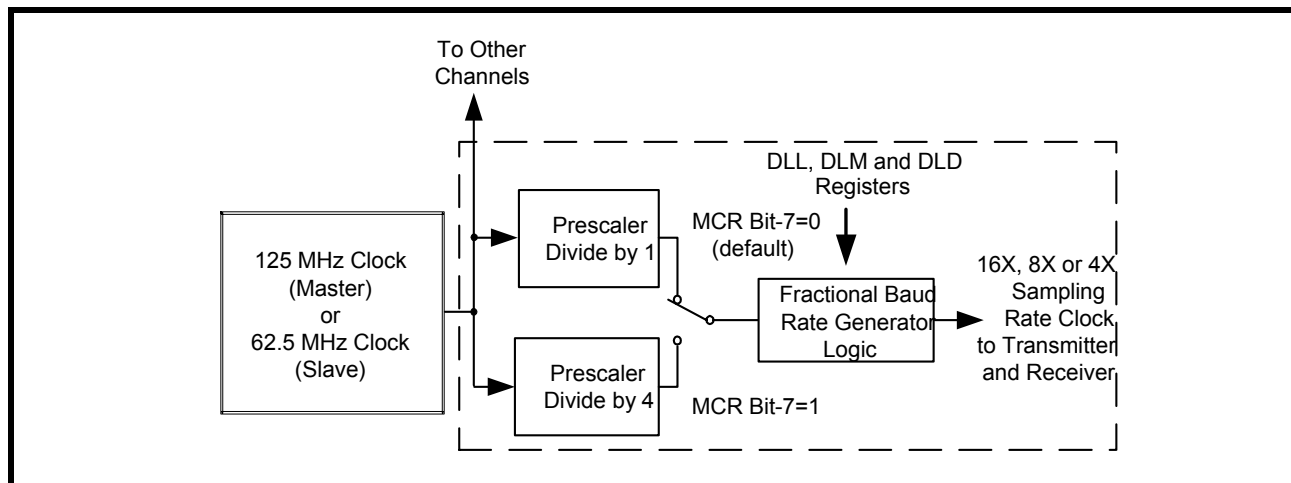 To Other
Channels
DLL, DLM and DLD
Registers
Prescaler
Divide by 1
MCR Bit-7=0
(default)
125 MHz Clock
(Master)
or
62.5 MHz Clock
(Slave)
Fractional Baud
Rate Generator
Logic
16X, 8X or 4X
Sampling
Rate Clock
to Transmitter
and Receiver
Prescaler
Divide by 4
MCR Bit-7=1